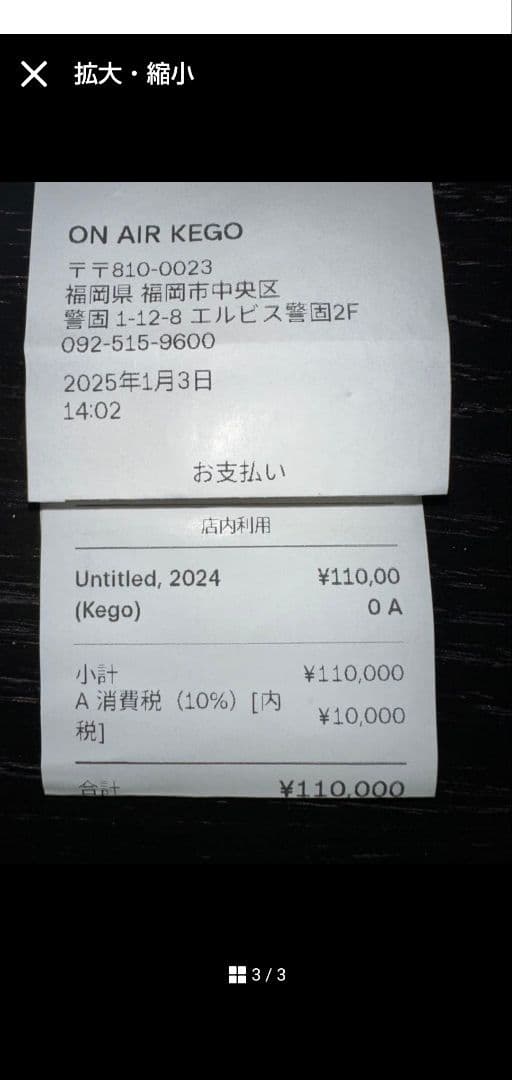 拡大・縮小
ON AIR KEGO
〒〒810-0023
福岡県 福岡市中央区
警固 1-12-8 エルビス警固2F
092-515-9600
2025年1月3日
14:02
お支払い
店内利用
Untitled, 2024 ¥110,00
(Kego) 0 A
小計 ¥110,000
A 消費税（10%）[内 ¥10,000
税]
合計 ¥110,000
3 / 3